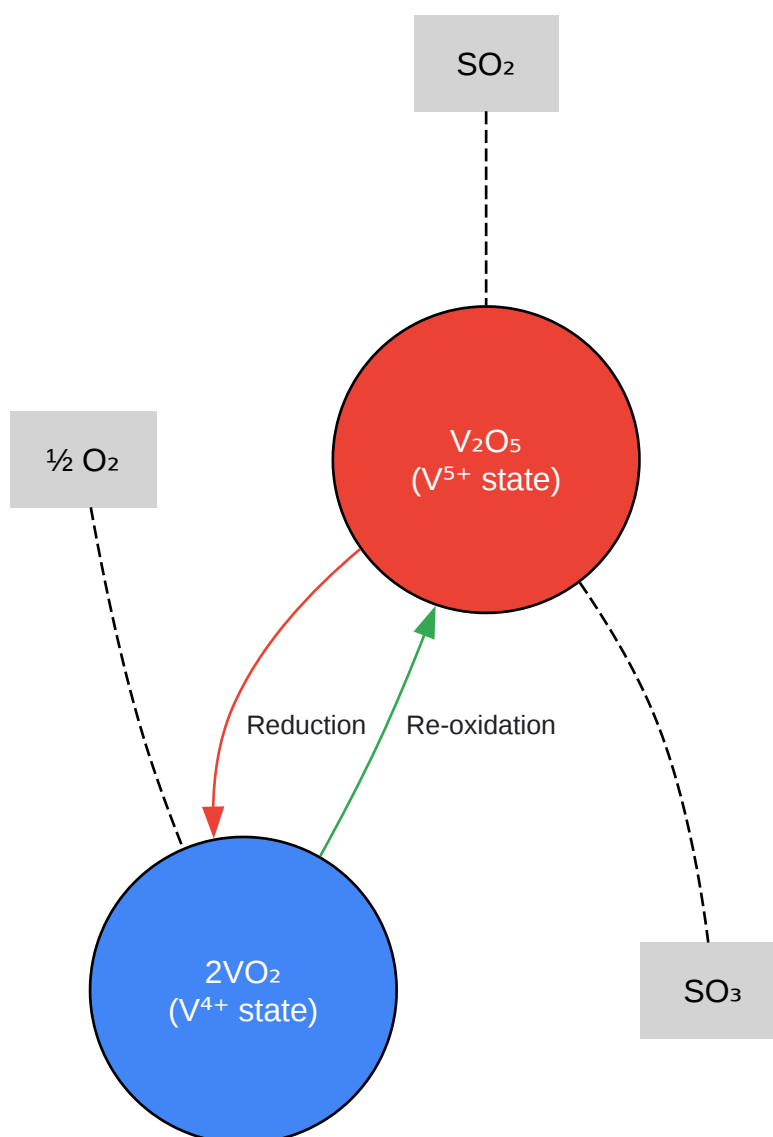 SO₂
½ O₂
V₂O₅
(V⁵⁺ state)
Reduction
Re-oxidation
2VO₂
(V⁴⁺ state)
SO₃